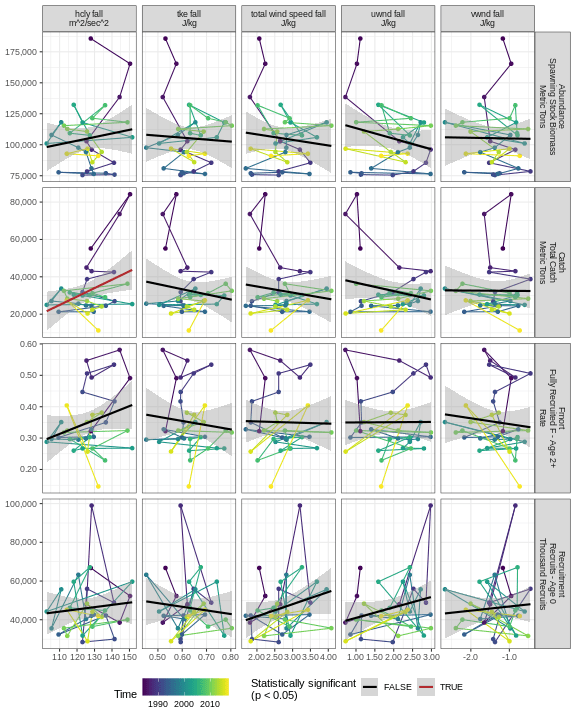 hcly fall
m^2/sec^2
tke fall
J/kg
total wind speed fall
J/kg
uwnd fall
J/kg
vwnd fall
J/kg
175,000
150,000
125,000
100,000
75,000
Abundance
Spawning Stock Biomass
Metric Tons
80,000
60,000
40,000
20,000
Catch
Total Catch
Metric Tons
0.60
0.50
0.40
0.30
0.20
Fmort
Fully Recruited F - Age 2+
Rate
100,000
80,000
60,000
40,000
Recruitment
Recruits - Age 0
Thousand Recruits
110 120 130 140 150
0.50 0.60 0.70 0.80
2.00 2.50 3.00 3.50 4.00
1.00 1.50 2.00 2.50 3.00
-2.0 -1.0
Time
1990 2000 2010
Statistically significant
(p < 0.05)
FALSE
TRUE